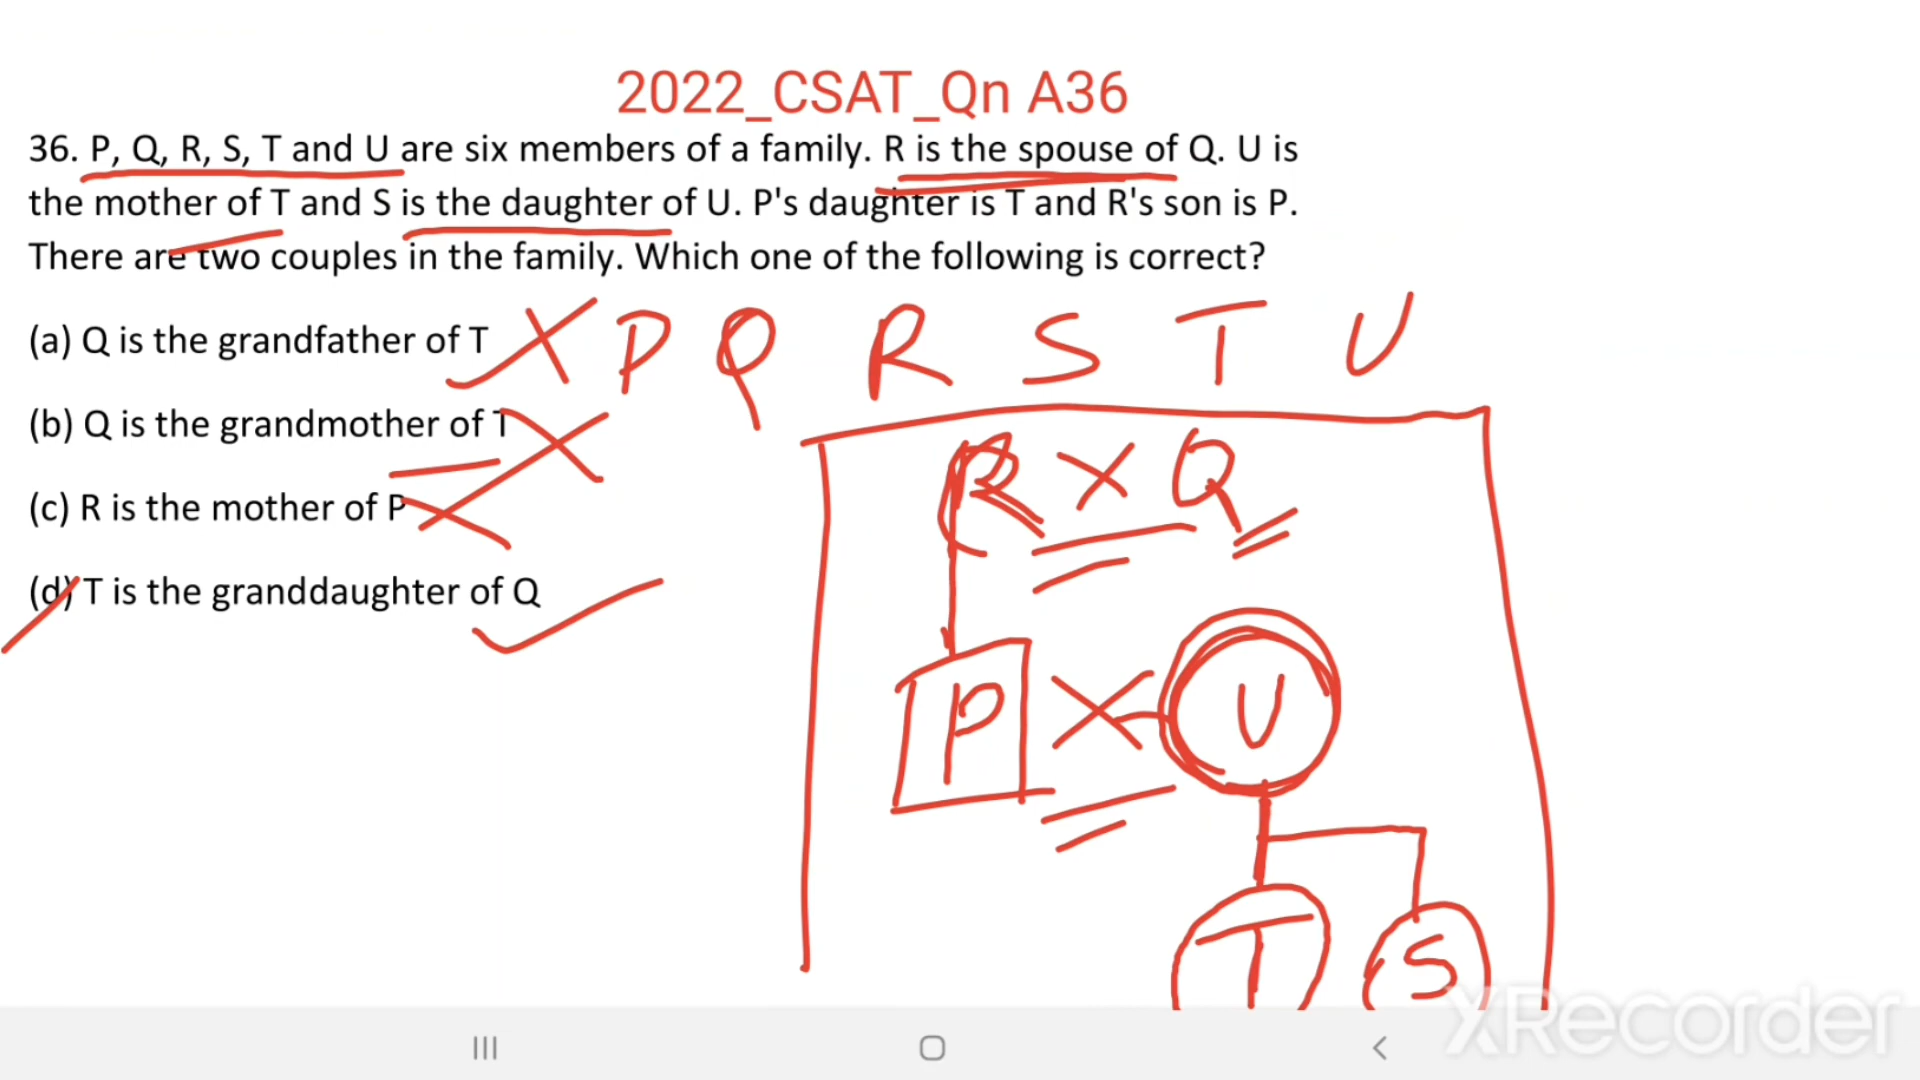 2022_CSAT_Qn A36
36. P, Q, R, S, T and U are six members of a family. R is the spouse of Q. U is
the mother of T and S is the daughter of U. P's daughter is T and R's son is P.
There are two couples in the family. Which one of the following is correct?
(a) Q is the grandfather of T
(b) Q is the grandmother of T
(c) R is the mother of P
(d) T is the granddaughter of Q
P Q R S T U
R X Q
P X U
T S
XRecorder